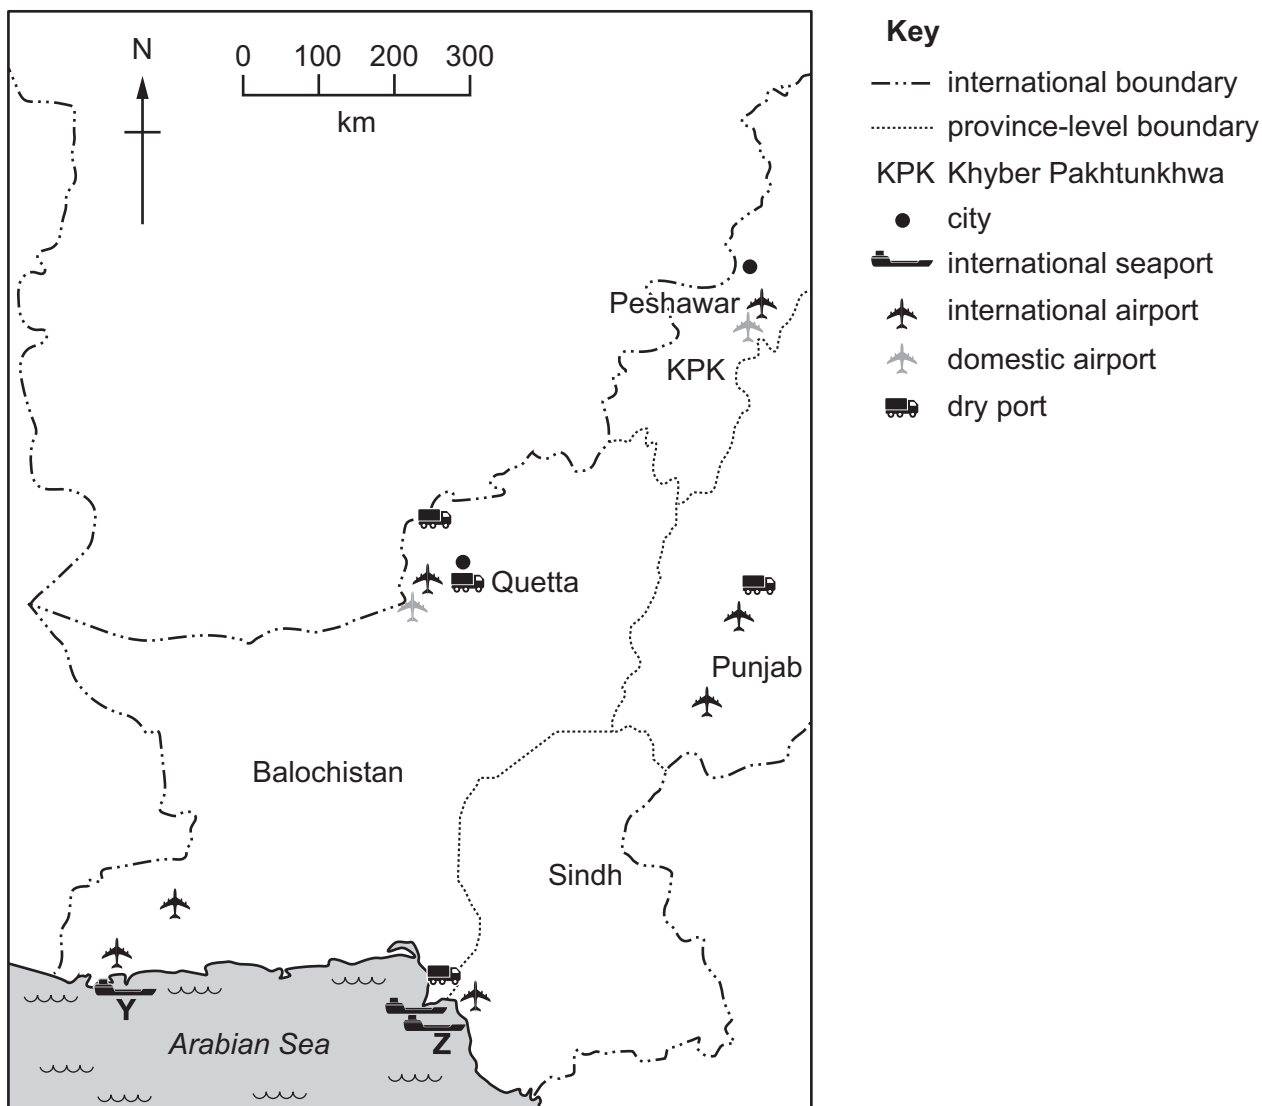 N
0 100 200 300
km
Peshawar
KPK
Quetta
Punjab
Balochistan
Sindh
Y
Z
Arabian Sea
Key
international boundary
province-level boundary
KPK Khyber Pakhtunkhwa
city
international seaport
international airport
domestic airport
dry port